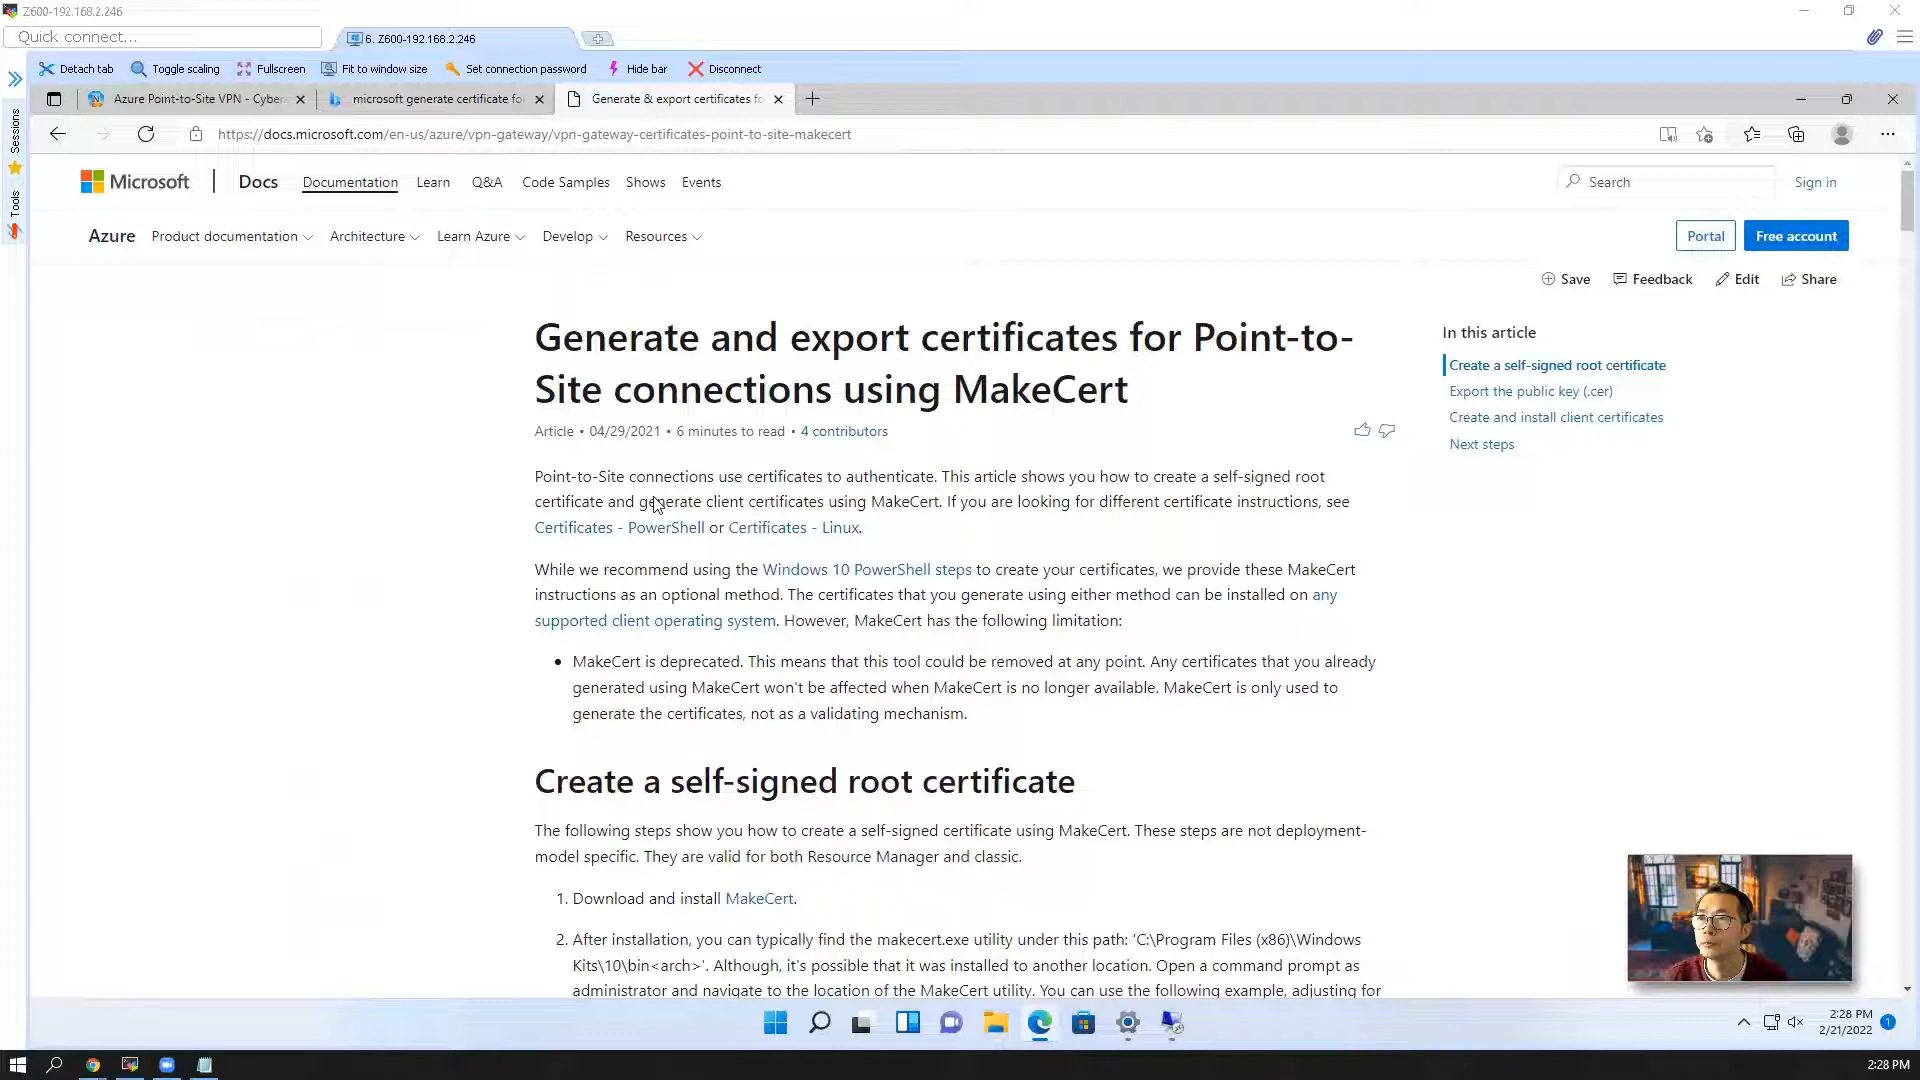 Z600-192.168.2.246
Quick connect...
6. Z600-192.168.2.246
Detach tab
Toggle scaling
Fullscreen
Fit to window size
Set connection password
Hide bar
Disconnect
Sessions
Tools
Azure Point-to-Site VPN - Cyber
microsoft generate certificate fo
Generate & export certificates fo
https://docs.microsoft.com/en-us/azure/vpn-gateway/vpn-gateway-certificates-point-to-site-makecert
Microsoft
Docs
Documentation
Learn
Q&A
Code Samples
Shows
Events
Search
Sign in
Azure
Product documentation
Architecture
Learn Azure
Develop
Resources
Portal
Free account
Save
Feedback
Edit
Share
Generate and export certificates for Point-to-
Site connections using MakeCert
Article • 04/29/2021 • 6 minutes to read • 4 contributors
Point-to-Site connections use certificates to authenticate. This article shows you how to create a self-signed root
certificate and generate client certificates using MakeCert. If you are looking for different certificate instructions, see
Certificates - PowerShell or Certificates - Linux.
While we recommend using the Windows 10 PowerShell steps to create your certificates, we provide these MakeCert
instructions as an optional method. The certificates that you generate using either method can be installed on any
supported client operating system. However, MakeCert has the following limitation:
• MakeCert is deprecated. This means that this tool could be removed at any point. Any certificates that you already
generated using MakeCert won't be affected when MakeCert is no longer available. MakeCert is only used to
generate the certificates, not as a validating mechanism.
Create a self-signed root certificate
The following steps show you how to create a self-signed certificate using MakeCert. These steps are not deployment-
model specific. They are valid for both Resource Manager and classic.
1. Download and install MakeCert.
2. After installation, you can typically find the makecert.exe utility under this path: 'C:\Program Files (x86)\Windows
Kits\10\bin<arch>'. Although, it's possible that it was installed to another location. Open a command prompt as
administrator and navigate to the location of the MakeCert utility. You can use the following example, adjusting for
In this article
Create a self-signed root certificate
Export the public key (.cer)
Create and install client certificates
Next steps
2:28 PM
2/21/2022
1
2:28 PM